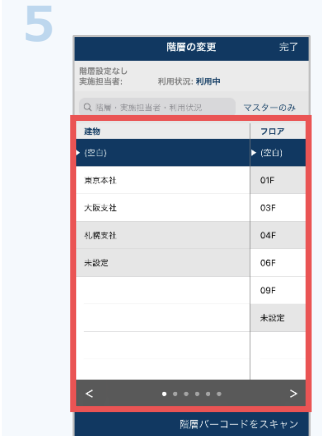 5
階層の変更 完了
階層設定なし
実施担当者: 利用状況: 利用中
階層・実施担当者・利用状況 マスターのみ
建物 フロア
(空白) (空白)
東京本社 01F
大阪支社 03F
札幌支社 04F
未設定 06F
09F
未設定
< >
階層バーコードをスキャン